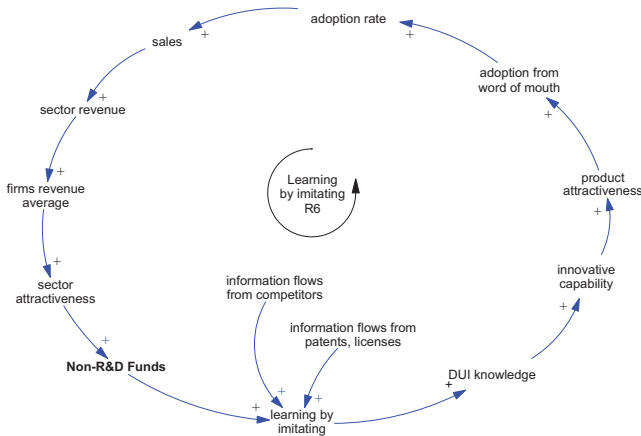 adoption rate
+
+
sales
adoption from
word of mouth
+
+
sector revenue
+
firms revenue
average
Learning
by imitating
R6
product
attractiveness
+
+
sector
attractiveness
information flows
from competitors
innovative
capability
+
+
information flows from
patents, licenses
Non-R&D Funds
DUI knowledge
+
+
+
+
learning by
imitating